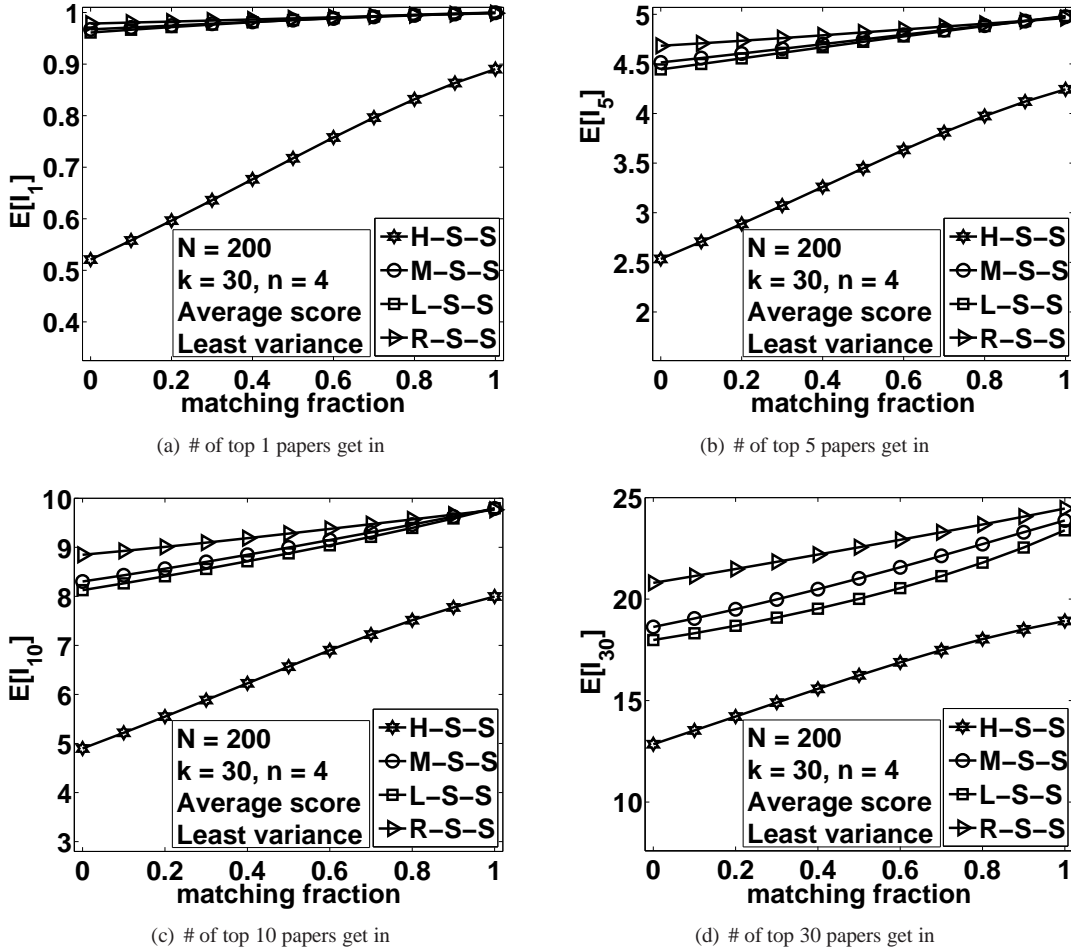 1
0.9
0.8
0.7
0.6
0.5
0.4
E[I_1]
N = 200
k = 30, n = 4
Average score
Least variance
H-S-S
M-S-S
L-S-S
R-S-S
0 0.2 0.4 0.6 0.8 1
matching fraction
(a) # of top 1 papers get in
5
4.5
4
3.5
3
2.5
2
E[I_5]
N = 200
k = 30, n = 4
Average score
Least variance
H-S-S
M-S-S
L-S-S
R-S-S
0 0.2 0.4 0.6 0.8 1
matching fraction
(b) # of top 5 papers get in
10
9
8
7
6
5
4
3
E[I_10]
N = 200
k = 30, n = 4
Average score
Least variance
H-S-S
M-S-S
L-S-S
R-S-S
0 0.2 0.4 0.6 0.8 1
matching fraction
(c) # of top 10 papers get in
25
20
15
10
E[I_30]
N = 200
k = 30, n = 4
Average score
Least variance
H-S-S
M-S-S
L-S-S
R-S-S
0 0.2 0.4 0.6 0.8 1
matching fraction
(d) # of top 30 papers get in